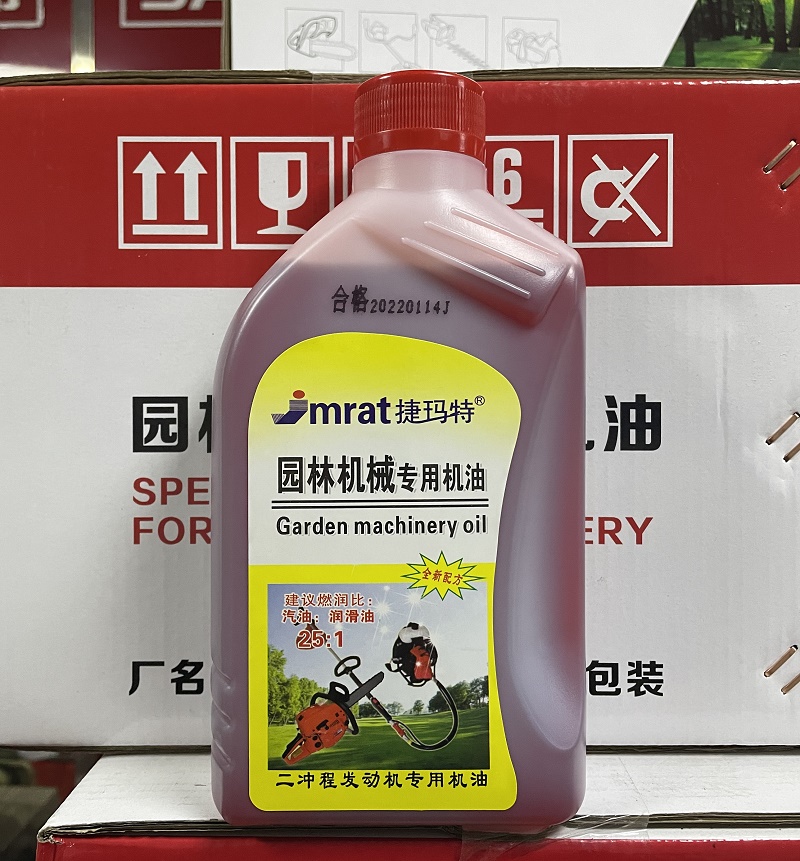 6
合格20220114J
Jmrat捷玛特®
园林机械专用机油
Garden machinery oil
全新配方
建议燃润比:
汽油:润滑油
25:1
二冲程发动机专用机油
园
油
SPE
FOR
ERY
厂名
包装